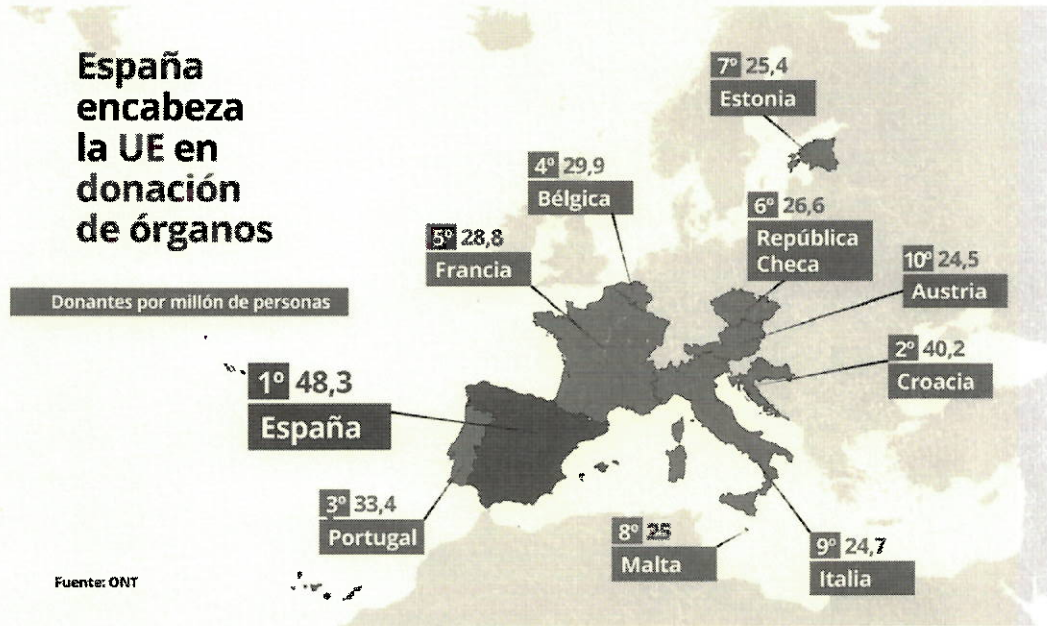 España
encabeza
la UE en
donación
de órganos
Donantes por millón de personas
1º 48,3
España
2º 40,2
Croacia
3º 33,4
Portugal
4º 29,9
Bélgica
5º 28,8
Francia
6º 26,6
República
Checa
7º 25,4
Estonia
8º 25
Malta
9º 24,7
Italia
10º 24,5
Austria
Fuente: ONT